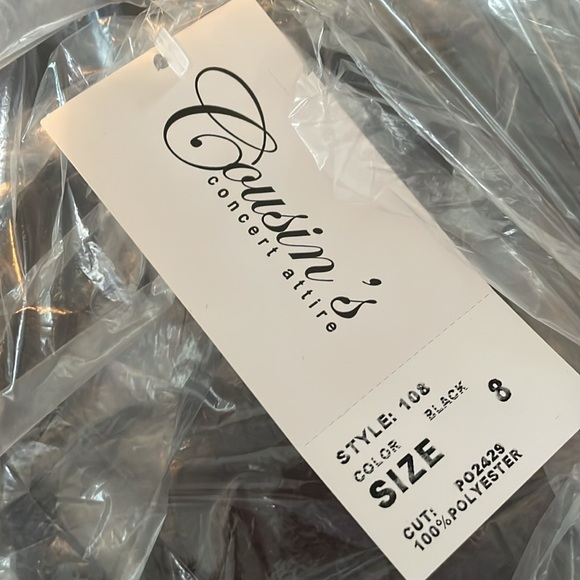 Cousin's
concert attire
STYLE: 108
COLOR BLACK
SIZE 8
CUT: PO2429
100%POLYESTER